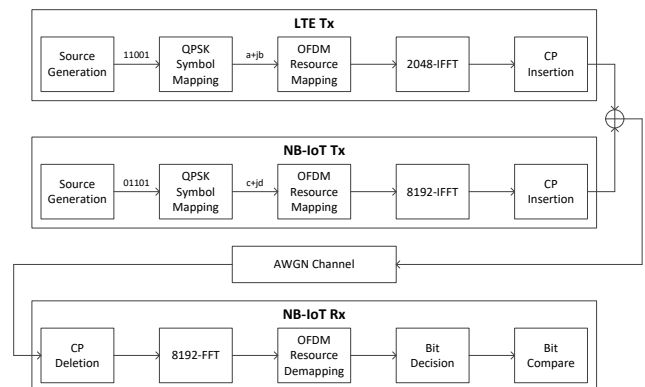 LTE Tx
Source
Generation
11001
QPSK
Symbol
Mapping
a+jb
OFDM
Resource
Mapping
2048-IFFT
CP
Insertion
NB-IoT Tx
Source
Generation
01101
QPSK
Symbol
Mapping
c+jd
OFDM
Resource
Mapping
8192-IFFT
CP
Insertion
AWGN Channel
NB-IoT Rx
CP
Deletion
8192-FFT
OFDM
Resource
Demapping
Bit
Decision
Bit
Compare